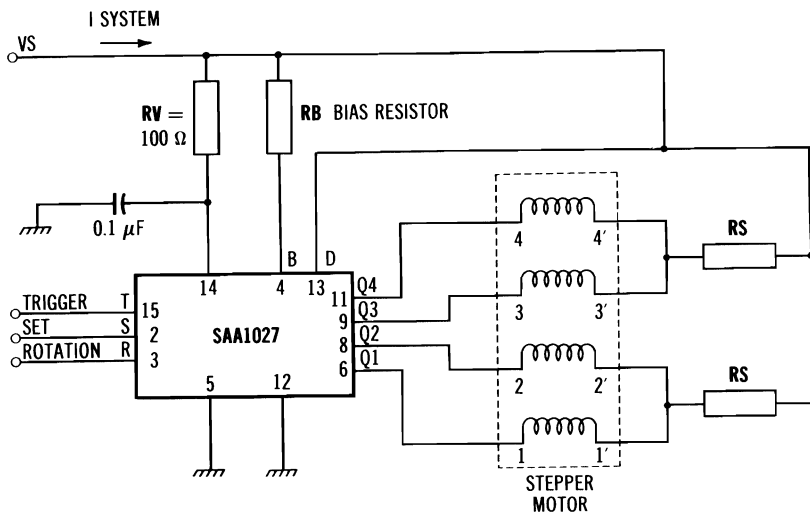 I SYSTEM
VS
RV =
100 Ω
RB BIAS RESISTOR
0.1 µF
B D
14 4 13
4 4′
RS
TRIGGER T 15
SET S 2
ROTATION R 3
SAA1027
11 Q4
9 Q3
8 Q2
6 Q1
3 3′
2 2′
RS
5 12
1 1′
STEPPER
MOTOR